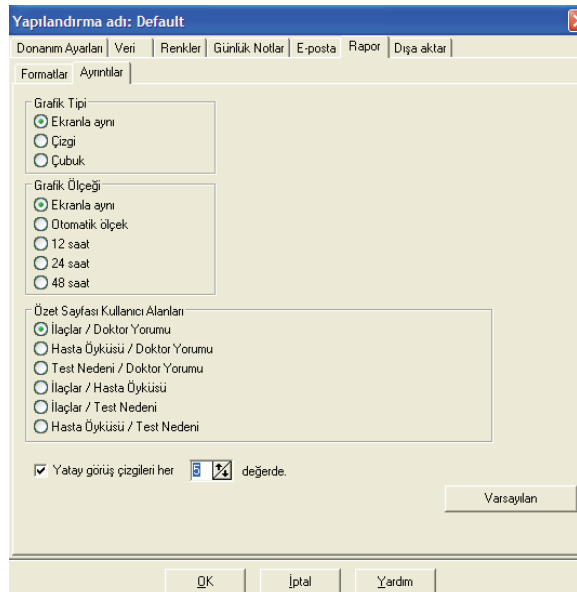 Yapılandırma adı: Default
Donanım Ayarları Veri Renkler Günlük Notlar E-posta Rapor Dışa aktar
Formatlar Ayrıntılar
Grafik Tipi
Ekranla aynı
Çizgi
Çubuk
Grafik Ölçeği
Ekranla aynı
Otomatik ölçek
12 saat
24 saat
48 saat
Özet Sayfası Kullanıcı Alanları
İlaçlar / Doktor Yorumu
Hasta Öyküsü / Doktor Yorumu
Test Nedeni / Doktor Yorumu
İlaçlar / Hasta Öyküsü
İlaçlar / Test Nedeni
Hasta Öyküsü / Test Nedeni
Yatay görüş çizgileri her 5 değerde.
Varsayılan
OK İptal Yardım